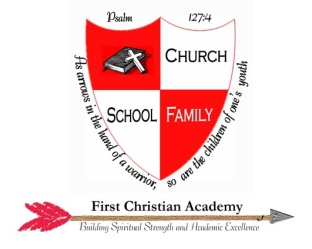 Psalm 127:4
CHURCH
SCHOOL FAMILY
As arrows in the hand of a warrior, so are the children of one's youth
First Christian Academy
Building Spiritual Strength and Academic Excellence